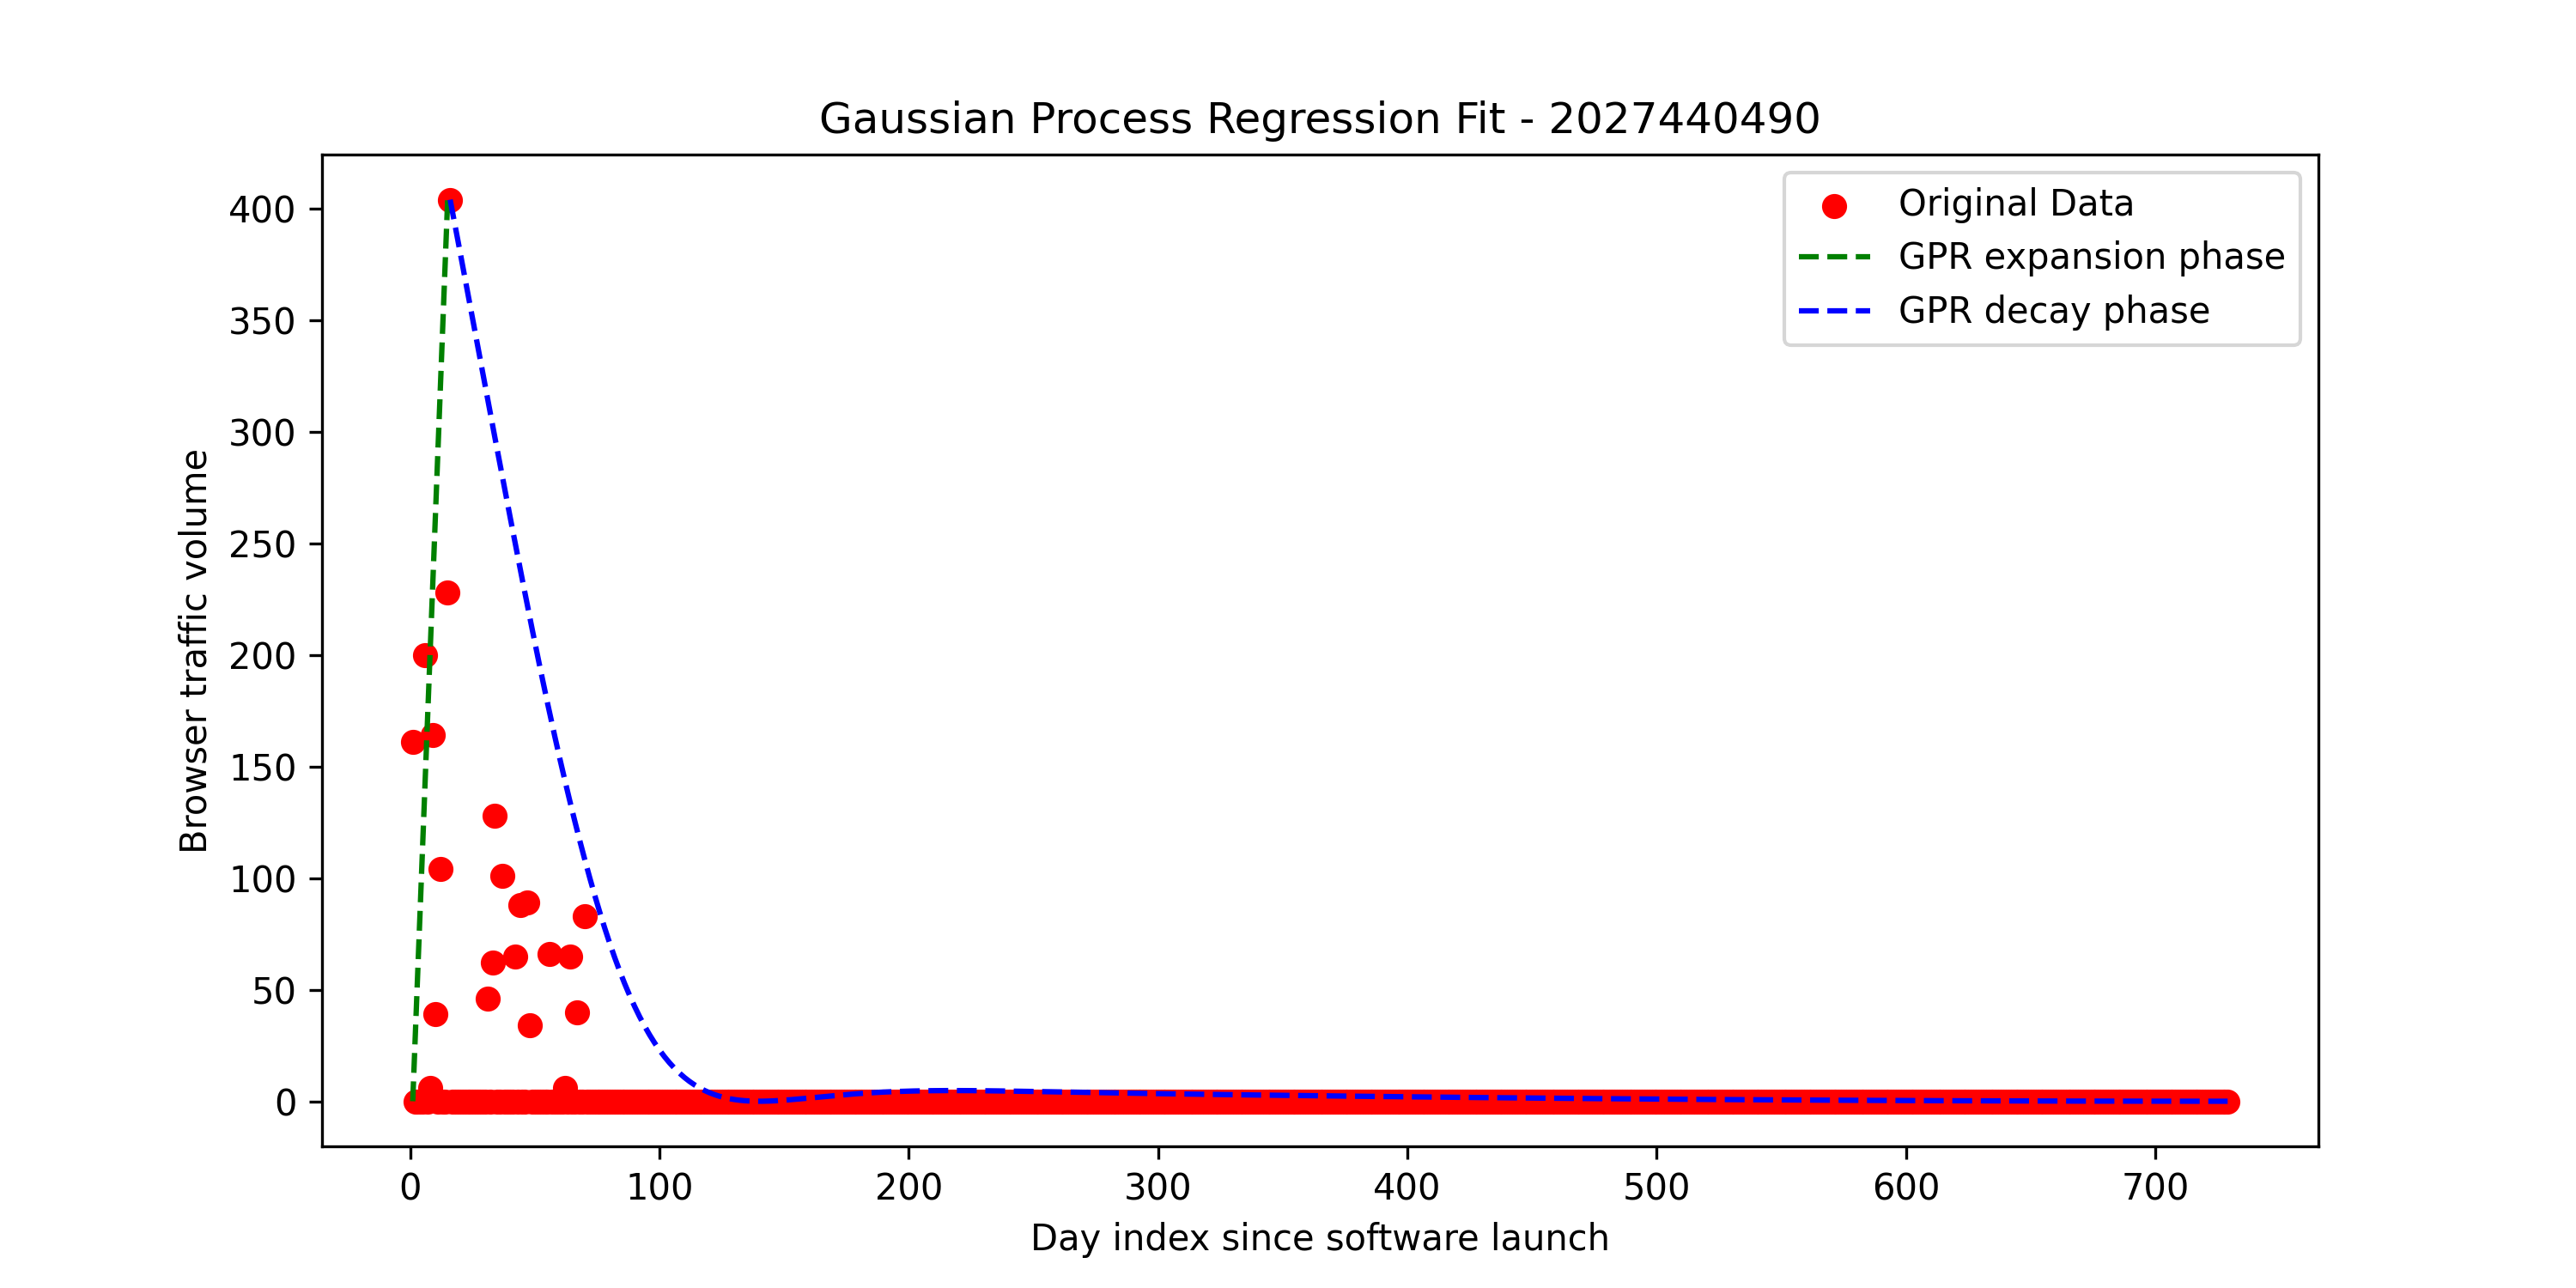 Gaussian Process Regression Fit - 2027440490
Original Data
GPR expansion phase
GPR decay phase
Browser traffic volume
400
350
300
250
200
150
100
50
0
0 100 200 300 400 500 600 700
Day index since software launch